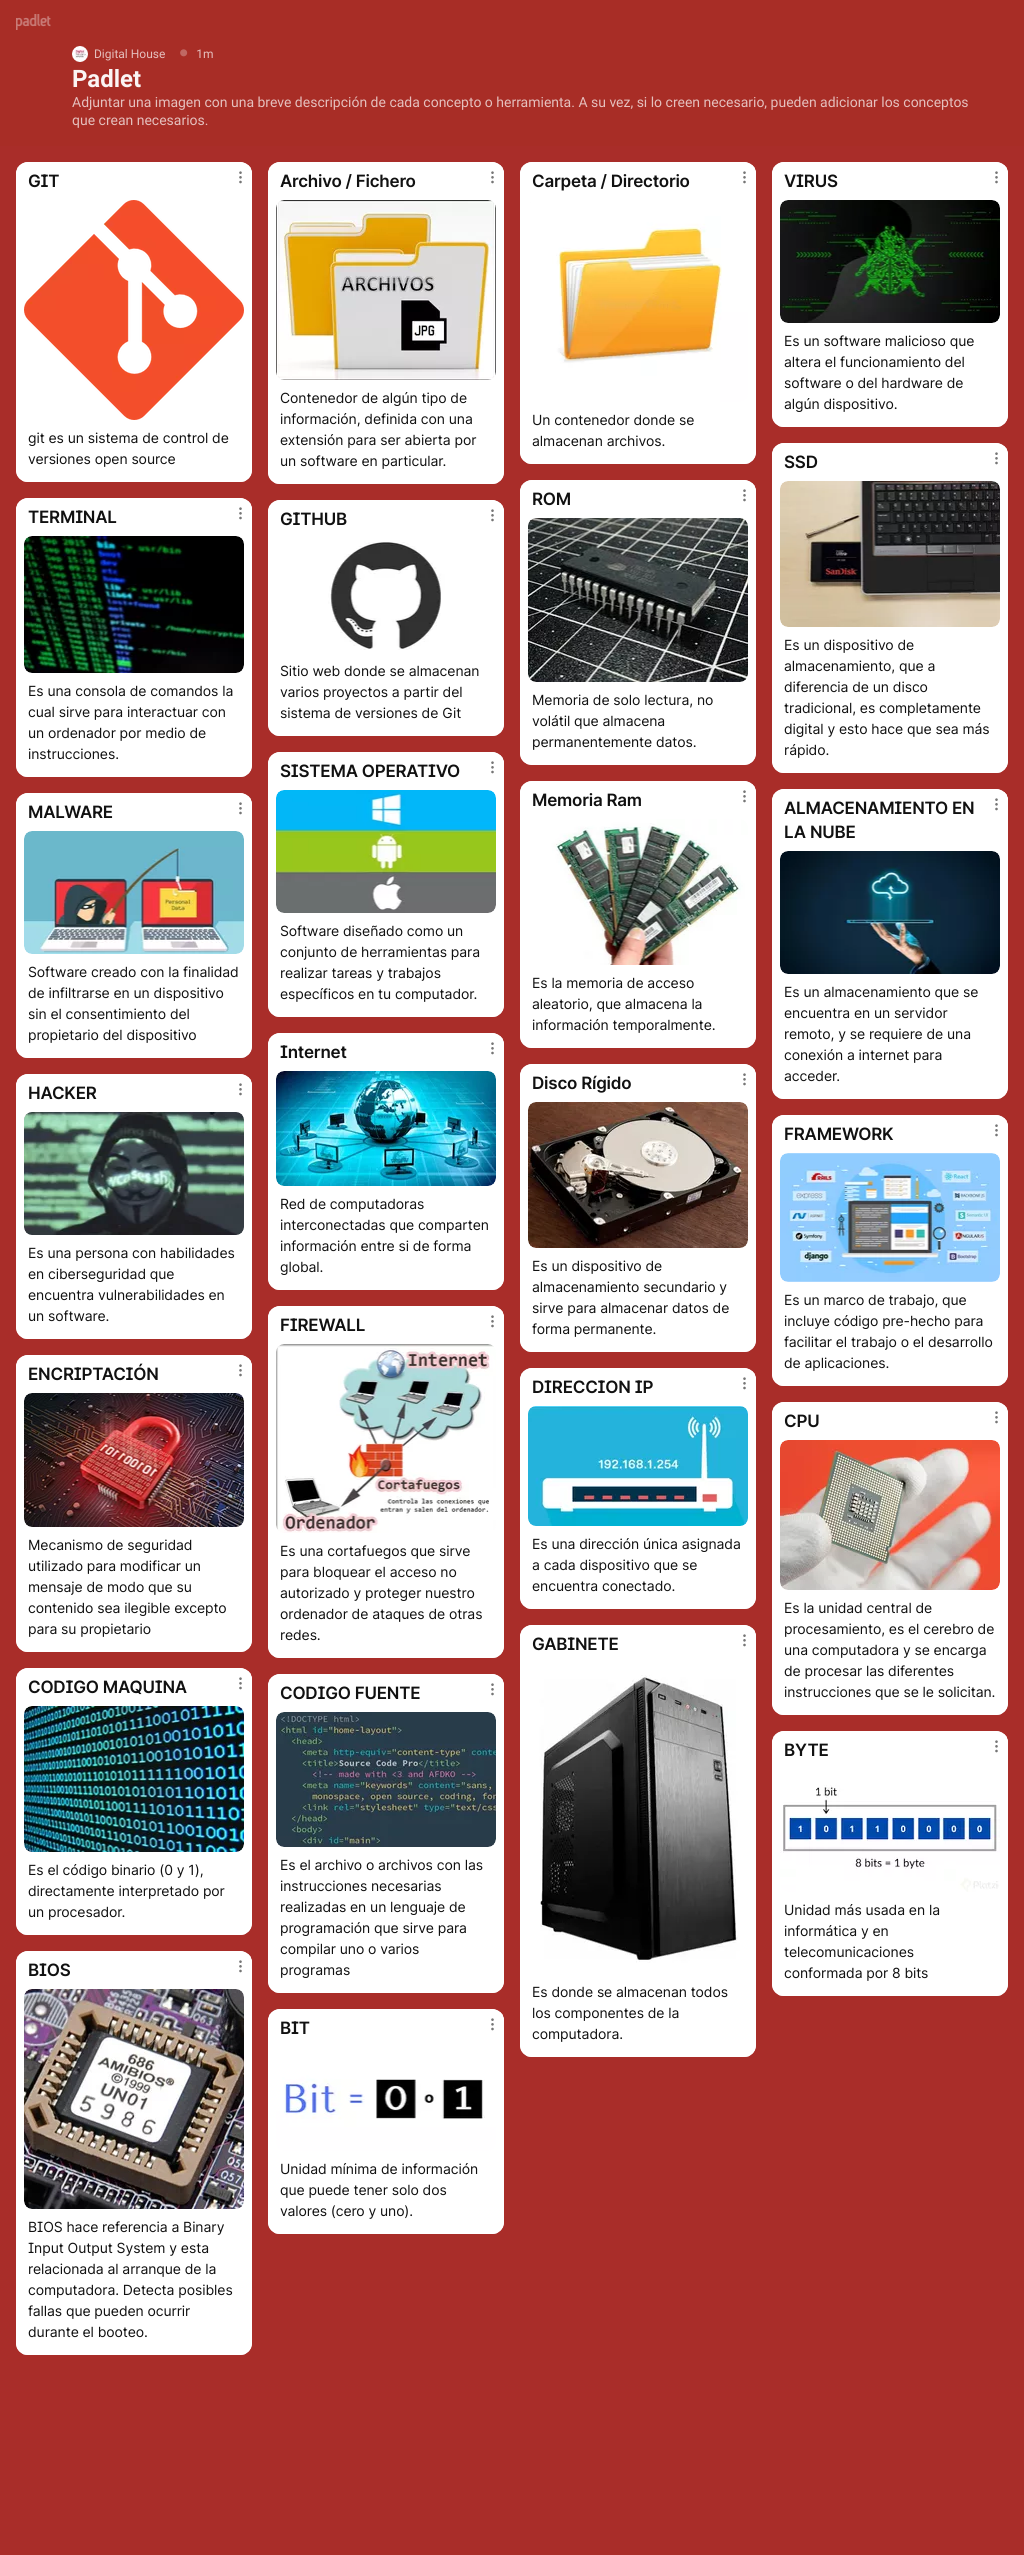 padlet
Digital House
1m
Padlet
Adjuntar una imagen con una breve descripción de cada concepto o herramienta. A su vez, si lo creen necesario, pueden adicionar los conceptos
que crean necesarios.
GIT
git es un sistema de control de
versiones open source
TERMINAL
Es una consola de comandos la
cual sirve para interactuar con
un ordenador por medio de
instrucciones.
MALWARE
Personal
Data
Software creado con la finalidad
de infiltrarse en un dispositivo
sin el consentimiento del
propietario del dispositivo
HACKER
Es una persona con habilidades
en ciberseguridad que
encuentra vulnerabilidades en
un software.
ENCRIPTACIÓN
Mecanismo de seguridad
utilizado para modificar un
mensaje de modo que su
contenido sea ilegible excepto
para su propietario
CODIGO MAQUINA
Es el código binario (0 y 1),
directamente interpretado por
un procesador.
BIOS
686
AMIBIOS®
©1999
UN01
5986
BIOS hace referencia a Binary
Input Output System y esta
relacionada al arranque de la
computadora. Detecta posibles
fallas que pueden ocurrir
durante el booteo.
Archivo / Fichero
ARCHIVOS
JPG
Contenedor de algún tipo de
información, definida con una
extensión para ser abierta por
un software en particular.
GITHUB
Sitio web donde se almacenan
varios proyectos a partir del
sistema de versiones de Git
SISTEMA OPERATIVO
Software diseñado como un
conjunto de herramientas para
realizar tareas y trabajos
específicos en tu computador.
Internet
Red de computadoras
interconectadas que comparten
información entre si de forma
global.
FIREWALL
Internet
Cortafuegos
Controla las conexiones que
entran y salen del ordenador.
Ordenador
Es una cortafuegos que sirve
para bloquear el acceso no
autorizado y proteger nuestro
ordenador de ataques de otras
redes.
CODIGO FUENTE
<!DOCTYPE html>
<html id="home-layout">
<head>
<meta http-equiv="content-type" conte
<title>Source Code Pro</title>
<!-- made with <3 and AFDKO -->
<meta name="keywords" content="sans,
monospace, open source, coding, fon
<link rel="stylesheet" type="text/css
</head>
<body>
<div id="main">
Es el archivo o archivos con las
instrucciones necesarias
realizadas en un lenguaje de
programación que sirve para
compilar uno o varios
programas
BIT
Bit = 0 o 1
Unidad mínima de información
que puede tener solo dos
valores (cero y uno).
Carpeta / Directorio
Un contenedor donde se
almacenan archivos.
ROM
Memoria de solo lectura, no
volátil que almacena
permanentemente datos.
Memoria Ram
Es la memoria de acceso
aleatorio, que almacena la
información temporalmente.
Disco Rígido
Es un dispositivo de
almacenamiento secundario y
sirve para almacenar datos de
forma permanente.
DIRECCION IP
192.168.1.254
Es una dirección única asignada
a cada dispositivo que se
encuentra conectado.
GABINETE
Es donde se almacenan todos
los componentes de la
computadora.
VIRUS
Es un software malicioso que
altera el funcionamiento del
software o del hardware de
algún dispositivo.
SSD
SanDisk
Es un dispositivo de
almacenamiento, que a
diferencia de un disco
tradicional, es completamente
digital y esto hace que sea más
rápido.
ALMACENAMIENTO EN
LA NUBE
Es un almacenamiento que se
encuentra en un servidor
remoto, y se requiere de una
conexión a internet para
acceder.
FRAMEWORK
RAILS
React
EXPRESS
Symfony
ANGULARJS
django
Bootstrap
Es un marco de trabajo, que
incluye código pre-hecho para
facilitar el trabajo o el desarrollo
de aplicaciones.
CPU
Es la unidad central de
procesamiento, es el cerebro de
una computadora y se encarga
de procesar las diferentes
instrucciones que se le solicitan.
BYTE
1 bit
1 0 1 1 0 0 0 0
8 bits = 1 byte
Unidad más usada en la
informática y en
telecomunicaciones
conformada por 8 bits